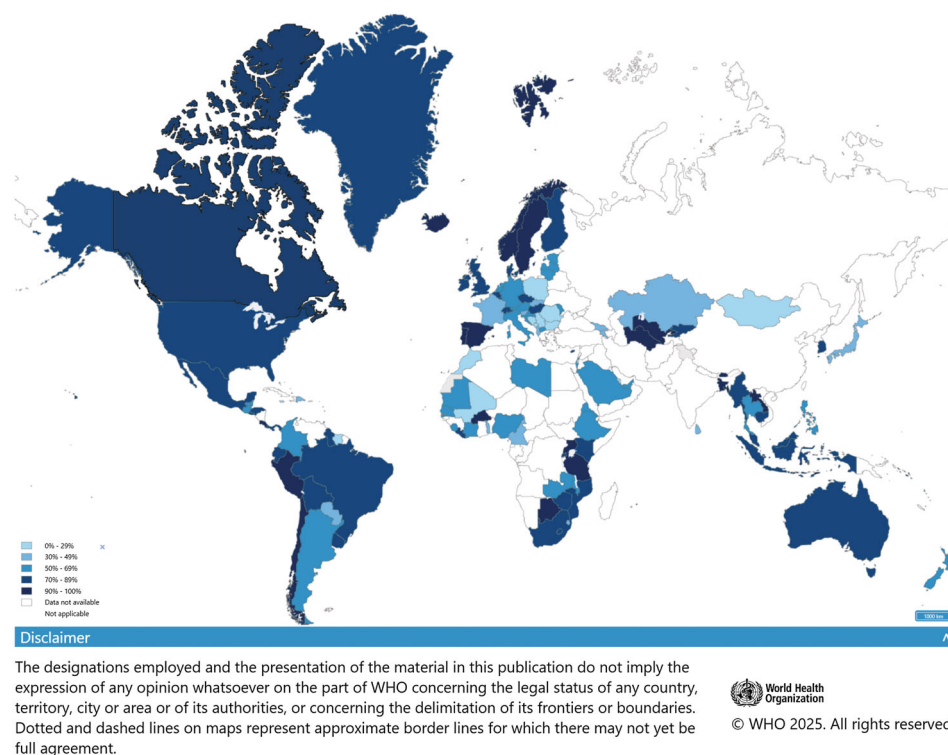 0% - 29%
30% - 49%
50% - 69%
70% - 89%
90% - 100%
Data not available
Not applicable
1000 km
Disclaimer
The designations employed and the presentation of the material in this publication do not imply the
expression of any opinion whatsoever on the part of WHO concerning the legal status of any country,
territory, city or area or of its authorities, or concerning the delimitation of its frontiers or boundaries.
Dotted and dashed lines on maps represent approximate border lines for which there may not yet be
full agreement.
World Health
Organization
© WHO 2025. All rights reserved